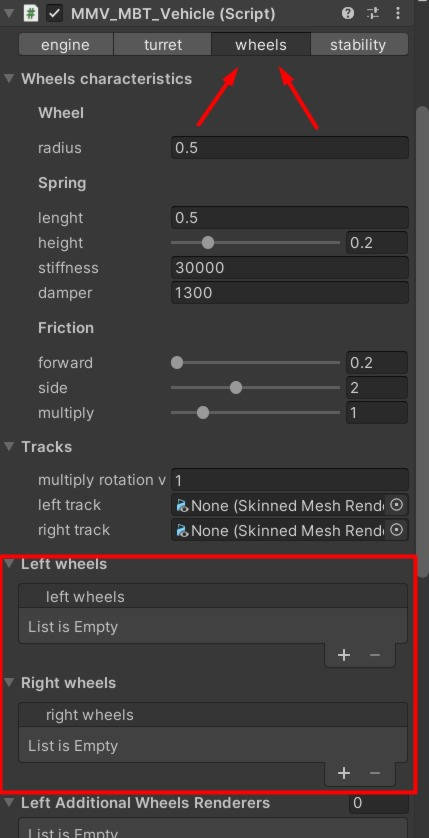 MMV_MBT_Vehicle (Script)
engine turret wheels stability
Wheels characteristics
Wheel
radius 0.5
Spring
lenght 0.5
height 0.2
stiffness 30000
damper 1300
Friction
forward 0.2
side 2
multiply 1
Tracks
multiply rotation v 1
left track None (Skinned Mesh Rende
right track None (Skinned Mesh Rende
Left wheels
left wheels
List is Empty
+ −
Right wheels
right wheels
List is Empty
+ −
Left Additional Wheels Renderers 0
List is Empty